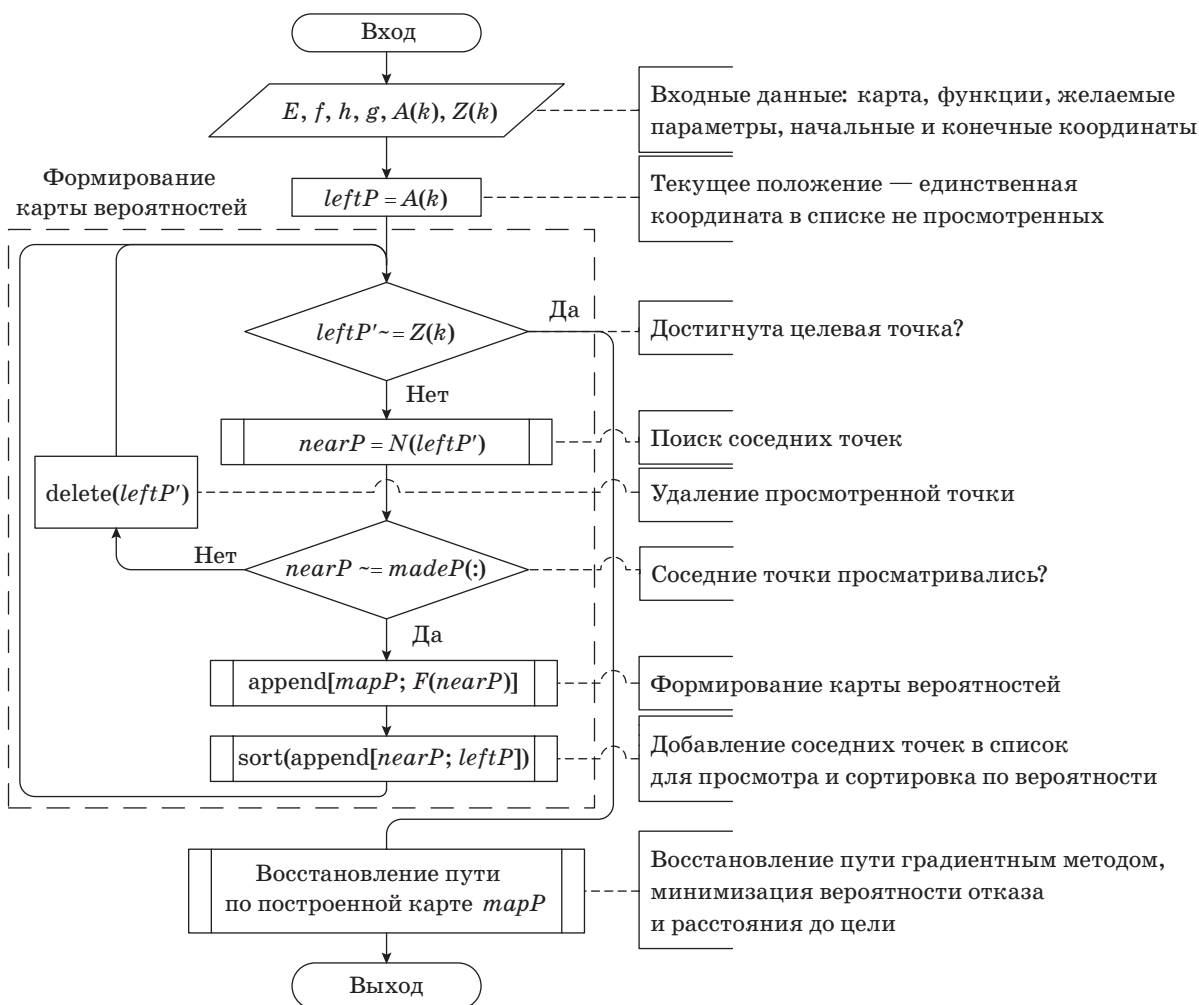 Вход
E, f, h, g, A(k), Z(k)
Входные данные: карта, функции, желаемые
параметры, начальные и конечные координаты
Формирование
карты вероятностей
leftP = A(k)
Текущее положение — единственная
координата в списке не просмотренных
Да
leftP'~= Z(k)
Достигнута целевая точка?
Нет
nearP = N(leftP')
Поиск соседних точек
delete(leftP')
Удаление просмотренной точки
Нет
nearP ~= madeP(:)
Соседние точки просматривались?
Да
append[mapP; F(nearP)]
Формирование карты вероятностей
sort(append[nearP; leftP])
Добавление соседних точек в список
для просмотра и сортировка по вероятности
Восстановление пути
по построенной карте mapP
Восстановление пути градиентным методом,
минимизация вероятности отказа
и расстояния до цели
Выход